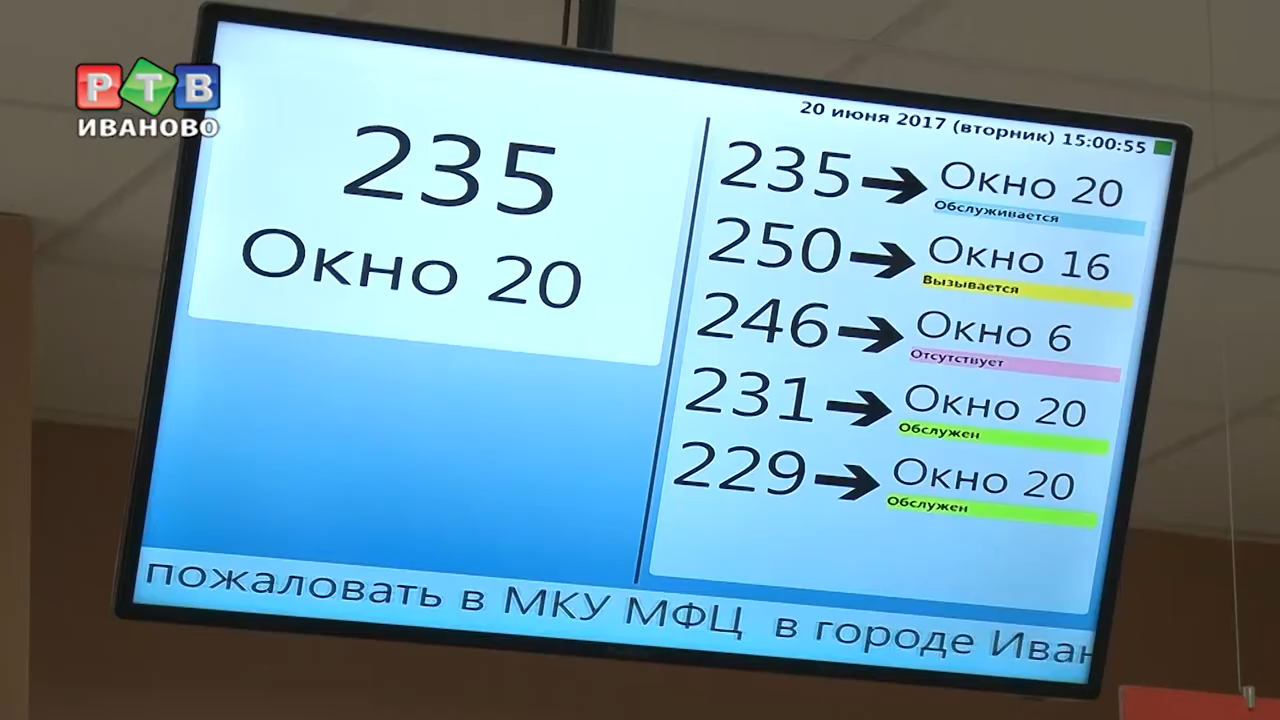 РТВ
ИВАНОВО
235
Окно 20
20 июня 2017 (вторник) 15:00:55
235→Окно 20
Обслуживается
250→Окно 16
Вызывается
246→Окно 6
Отсутствует
231→Окно 20
Обслужен
229→Окно 20
Обслужен
пожаловать в МКУ МФЦ в городе Иван